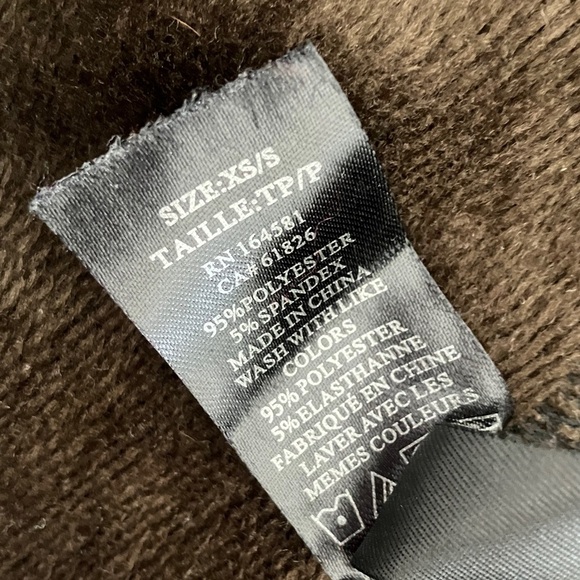 SIZE:XS/S
TAILLE:TP/P
RN 164581
CA# 61826
95%POLYESTER
5% SPANDEX
MADE IN CHINA
WASH WITH LIKE
COLORS
95% POLYESTER
5%ELASTHANNE
FABRIQUÉ EN CHINE
LAVER AVEC LES
MEMES COULEURS